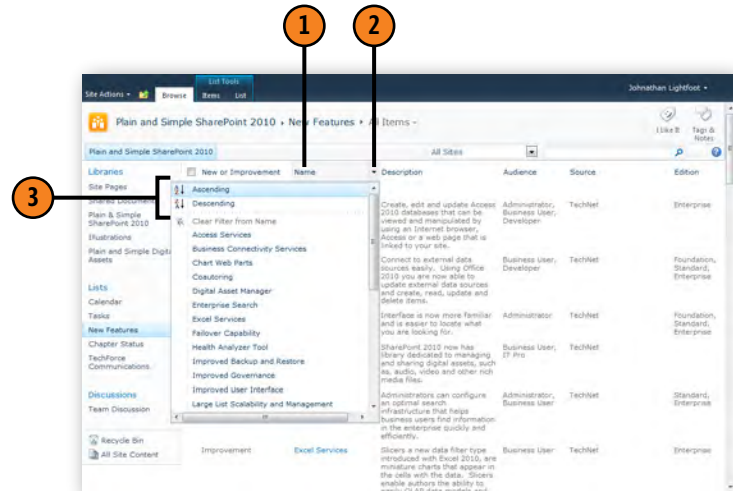 1
2
3
List Tools
Site Actions
Browse
Items
List
Johnathan Lightfoot
Plain and Simple SharePoint 2010 › New Features › All Items
I Like It
Tags &
Notes
Plain and Simple SharePoint 2010
All Sites
Libraries
Site Pages
Shared Documents
Plain & Simple
SharePoint 2010
Illustrations
Plain and Simple Digital
Assets
Lists
Calendar
Tasks
New Features
Chapter Status
TechForce
Communications
Discussions
Team Discussion
Recycle Bin
All Site Content
New or Improvement
Name
Description
Audience
Source
Edition
Ascending
Descending
Clear Filter from Name
Access Services
Business Connectivity Services
Chart Web Parts
Coautoring
Digital Asset Manager
Enterprise Search
Excel Services
Failover Capability
Health Analyzer Tool
Improved Backup and Restore
Improved Governance
Improved User Interface
Large List Scalability and Management
Create, edit and update Access
2010 databases that can be
viewed and manipulated by
using an Internet browser,
Access or a web page that is
linked to your site.
Administrator,
Business User,
Developer
TechNet
Enterprise
Connect to external data
sources easily. Using Office
2010 you are now able to
update external data sources
and create, read, update and
delete items.
Business User,
Developer
TechNet
Foundation,
Standard,
Enterprise
Interface is now more familiar
and is easier to locate what
you are looking for.
Administrator
TechNet
Foundation,
Standard,
Enterprise
SharePoint 2010 now has
library dedicated to managing
and sharing digital assets, such
as, audio, video and other rich
media files.
Business User,
IT Pro
TechNet
Administrators can configure
an optimal search
infrastructure that helps
business users find information
in the enterprise quickly and
efficiently.
Administrator,
Business User
TechNet
Standard,
Enterprise
Improvement
Excel Services
Slicers a new data filter type
introduced with Excel 2010, are
miniature charts that appear in
the cells with the data. Slicers
enable authors the ability to
Business User
TechNet
Enterprise